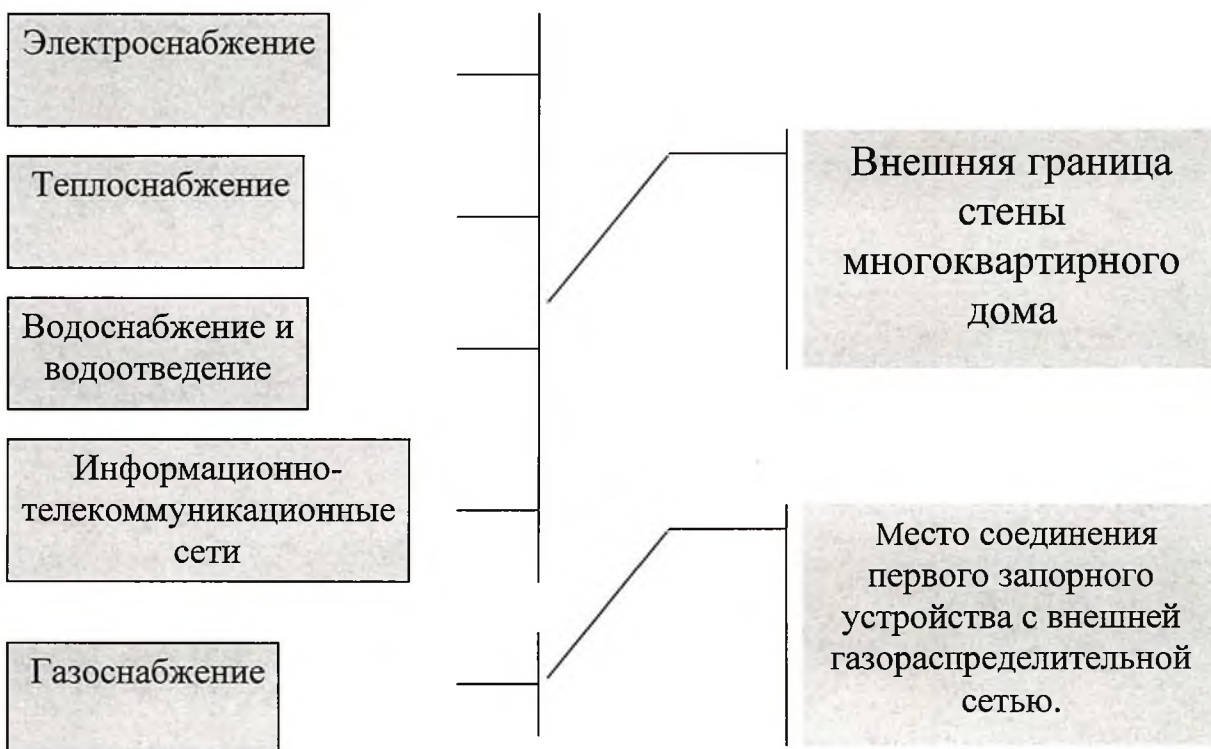 Электроснабжение
Теплоснабжение
Водоснабжение и
водоотведение
Информационно-
телекоммуникационные
сети
Газоснабжение
Внешняя граница
стены
многоквартирного
дома
Место соединения
первого запорного
устройства с внешней
газораспределительной
сетью.